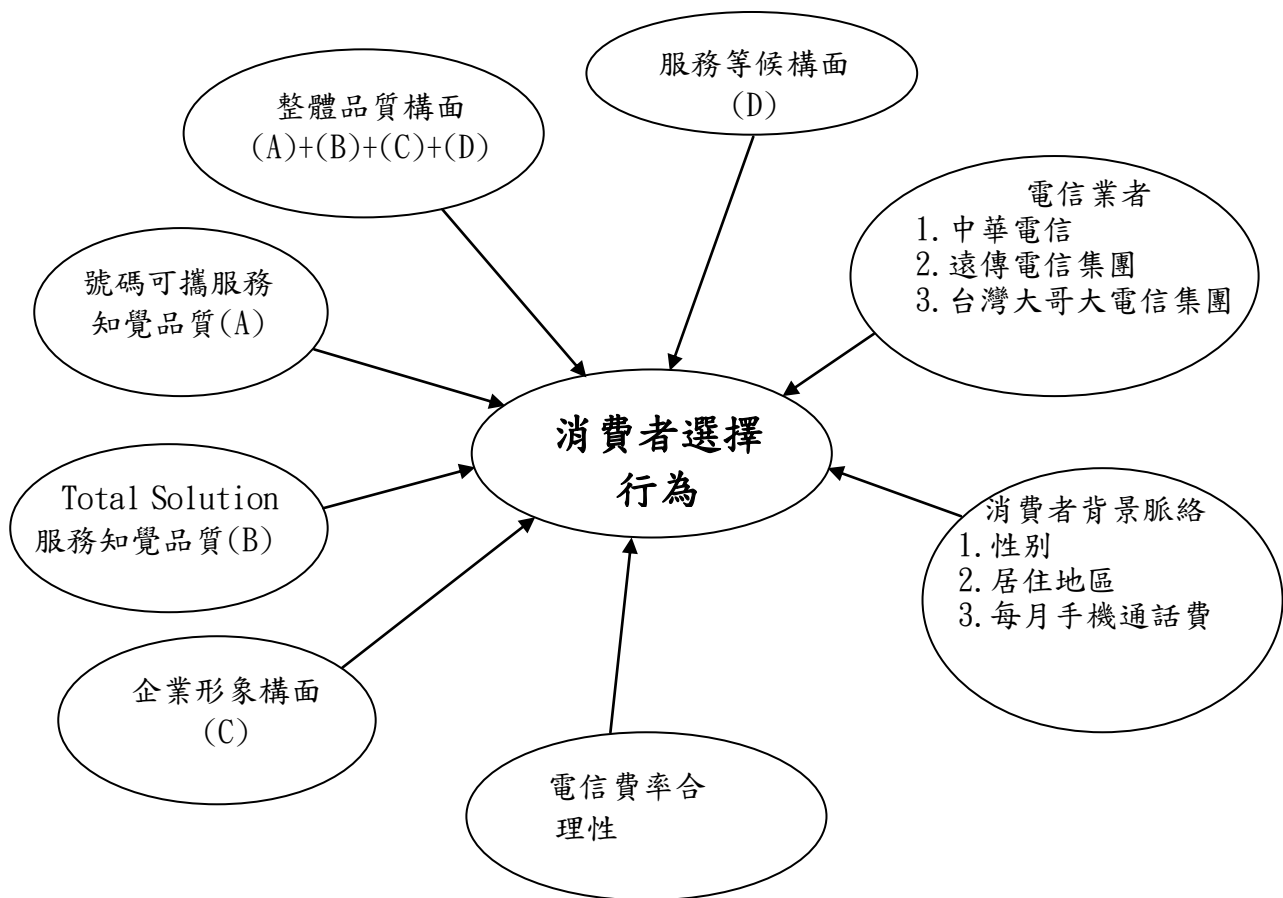 服務等候構面
(D)
整體品質構面
(A)+(B)+(C)+(D)
電信業者
1.中華電信
2.遠傳電信集團
3.台灣大哥大電信集團
號碼可攜服務
知覺品質(A)
消費者選擇
行為
Total Solution
服務知覺品質(B)
消費者背景脈絡
1.性別
2.居住地區
3.每月手機通話費
企業形象構面
(C)
電信費率合
理性